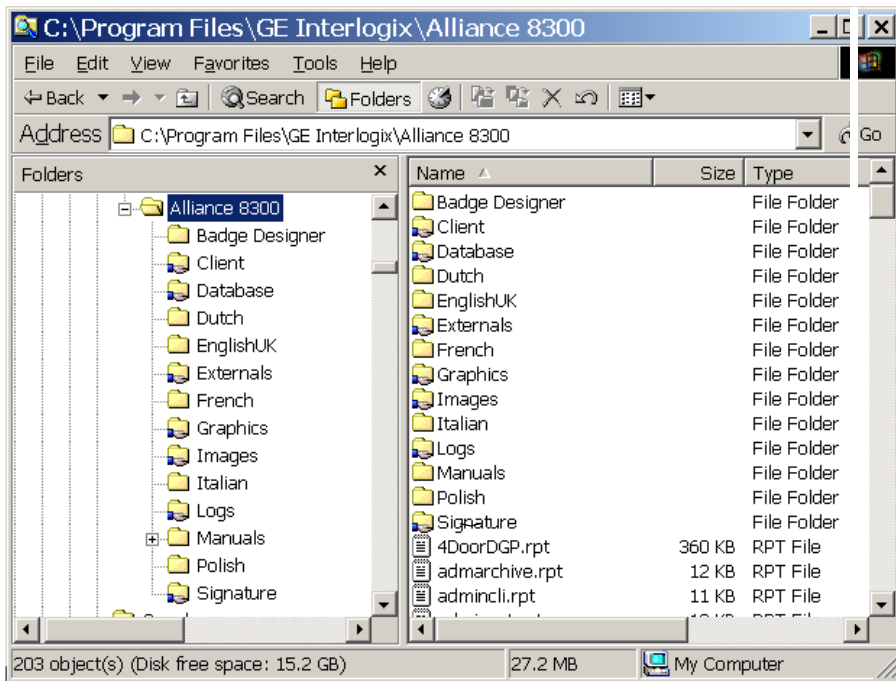 C:\Program Files\GE Interlogix\Alliance 8300
File Edit View Favorites Tools Help
Back Search Folders
Address C:\Program Files\GE Interlogix\Alliance 8300 Go
Folders
Alliance 8300
Badge Designer
Client
Database
Dutch
EnglishUK
Externals
French
Graphics
Images
Italian
Logs
Manuals
Polish
Signature
Name Size Type
Badge Designer File Folder
Client File Folder
Database File Folder
Dutch File Folder
EnglishUK File Folder
Externals File Folder
French File Folder
Graphics File Folder
Images File Folder
Italian File Folder
Logs File Folder
Manuals File Folder
Polish File Folder
Signature File Folder
4DoorDGP.rpt 360 KB RPT File
admarchive.rpt 12 KB RPT File
admincli.rpt 11 KB RPT File
203 object(s) (Disk free space: 15.2 GB) 27.2 MB My Computer